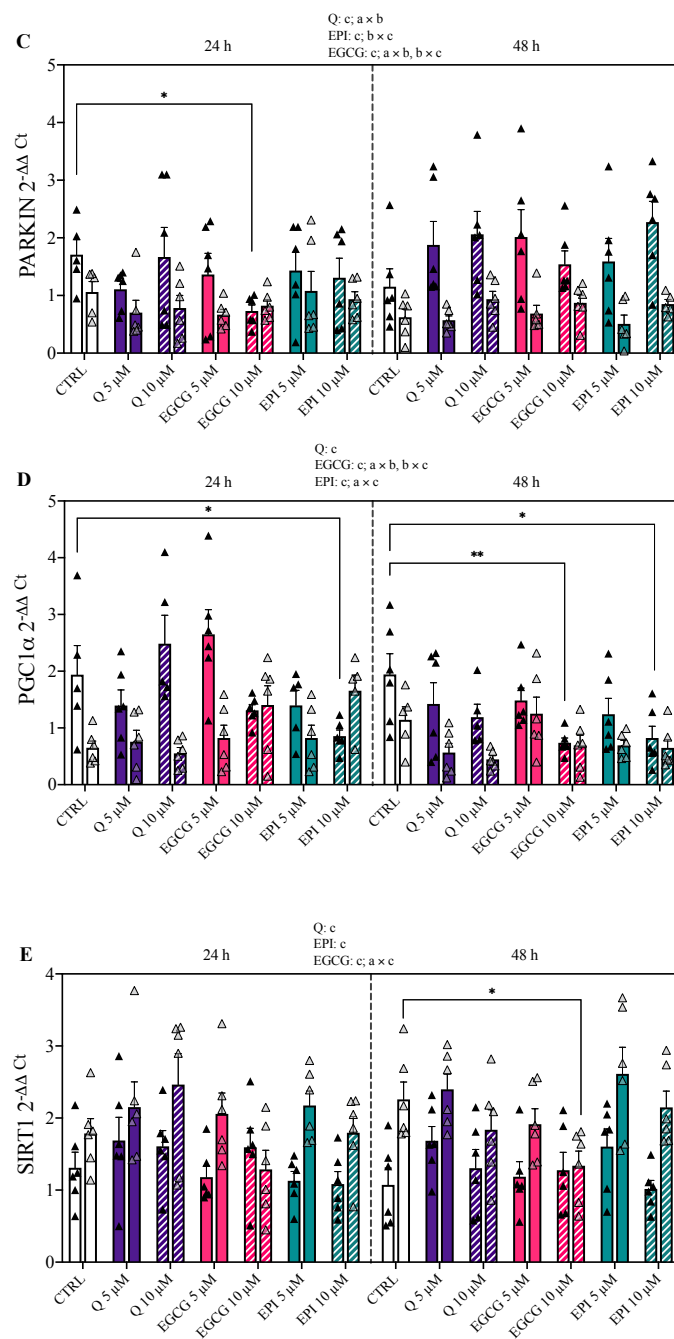 C
Q: c; a × b
EPI: c; b × c
EGCG: c; a × b, b × c
24 h
48 h
5
4
3
2
1
0
PARKIN 2^-ΔΔ Ct
*
CTRL
Q 5 μM
Q 10 μM
EGCG 5 μM
EGCG 10 μM
EPI 5 μM
EPI 10 μM
CTRL
Q 5 μM
Q 10 μM
EGCG 5 μM
EGCG 10 μM
EPI 5 μM
EPI 10 μM
D
Q: c
EGCG: c; a × b, b × c
EPI: c; a × c
24 h
48 h
5
4
3
2
1
0
PGC1α 2^-ΔΔ Ct
*
*
**
CTRL
Q 5 μM
Q 10 μM
EGCG 5 μM
EGCG 10 μM
EPI 5 μM
EPI 10 μM
CTRL
Q 5 μM
Q 10 μM
EGCG 5 μM
EGCG 10 μM
EPI 5 μM
EPI 10 μM
E
Q: c
EPI: c
EGCG: c; a × c
24 h
48 h
4
3
2
1
0
SIRT1 2^-ΔΔ Ct
*
CTRL
Q 5 μM
Q 10 μM
EGCG 5 μM
EGCG 10 μM
EPI 5 μM
EPI 10 μM
CTRL
Q 5 μM
Q 10 μM
EGCG 5 μM
EGCG 10 μM
EPI 5 μM
EPI 10 μM